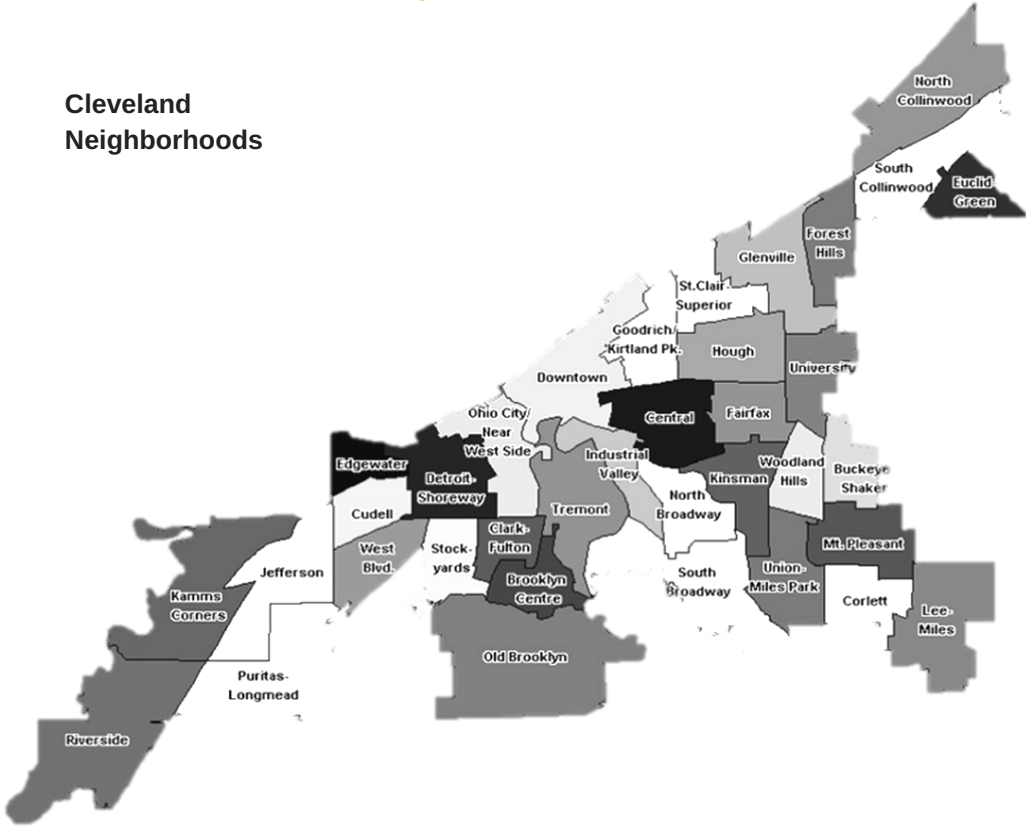 Cleveland
Neighborhoods
North
Collinwood
South
Collinwood
Euclid
Green
Forest
Hills
Glenville
St.Clair
Superior
Goodrich/
Kirtland Pk.
Hough
University
Downtown
Ohio City/
Near
West Side
Central
Fairfax
Industrial
Valley
Edgewater
Detroit-
Shoreway
Kinsman
Woodland
Hills
Buckeye
Shaker
Cudell
Tremont
North
Broadway
Clark-
Fulton
West
Blvd.
Stock-
yards
Mt. Pleasant
Jefferson
Brooklyn
Centre
South
Broadway
Union-
Miles Park
Kamms
Corners
Corlett
Lee-
Miles
Old Brooklyn
Puritas-
Longmead
Riverside